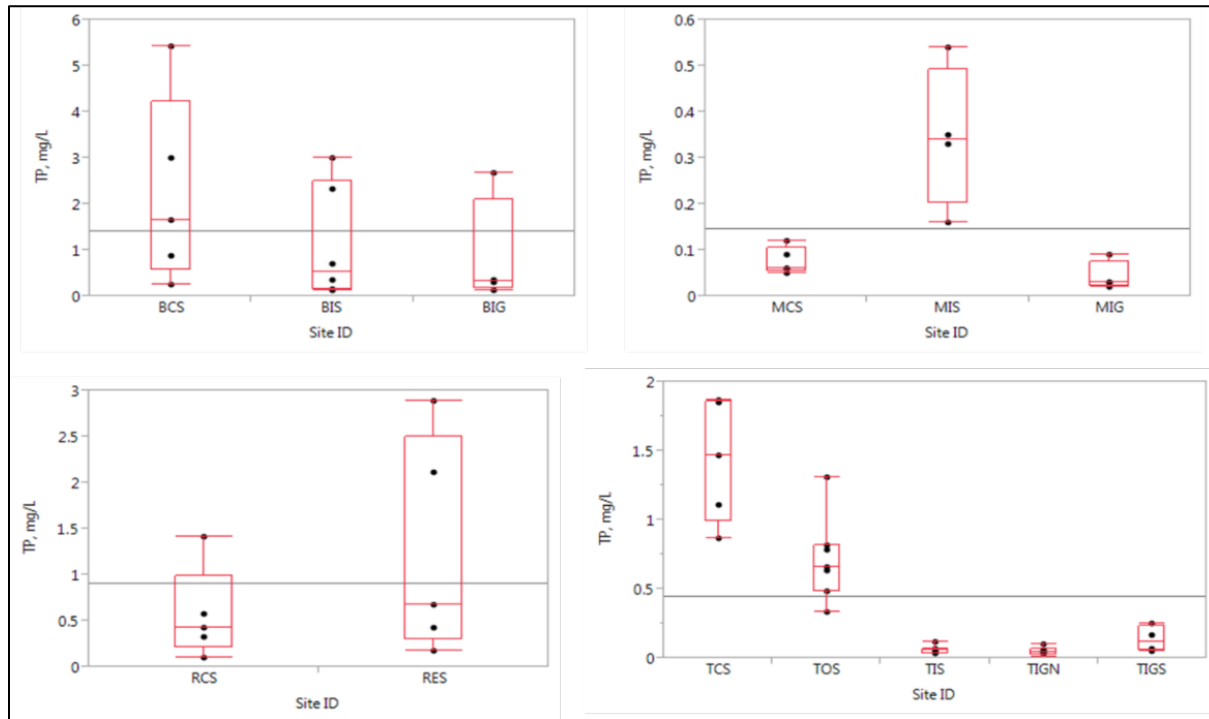 6
5
4
3
2
1
0
TP, mg/L
BCS BIS BIG
Site ID
0.6
0.5
0.4
0.3
0.2
0.1
0
TP, mg/L
MCS MIS MIG
Site ID
3
2.5
2
1.5
1
0.5
0
TP, mg/L
RCS RES
Site ID
2
1.5
1
0.5
0
TP, mg/L
TCS TOS TIS TIGN TIGS
Site ID